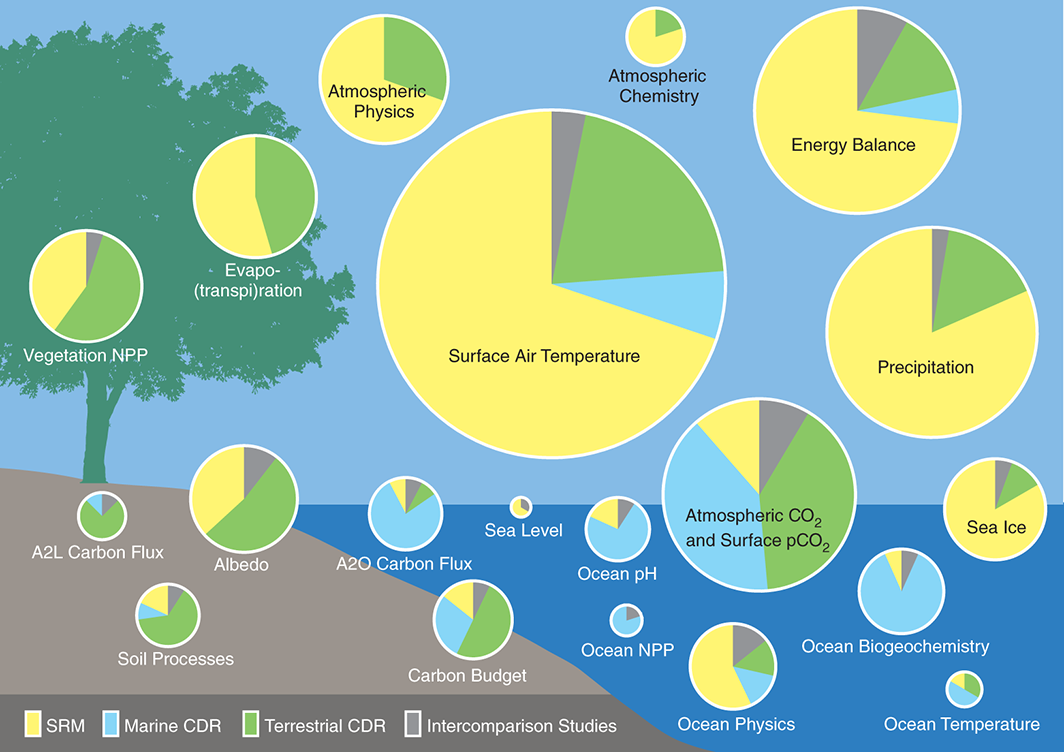 Atmospheric
Physics
Atmospheric
Chemistry
Energy Balance
Evapo-
(transpi)ration
Vegetation NPP
Surface Air Temperature
Precipitation
A2L Carbon Flux
Albedo
A2O Carbon Flux
Sea Level
Ocean pH
Atmospheric CO₂
and Surface pCO₂
Sea Ice
Soil Processes
Carbon Budget
Ocean NPP
Ocean Biogeochemistry
Ocean Physics
Ocean Temperature
SRM
Marine CDR
Terrestrial CDR
Intercomparison Studies